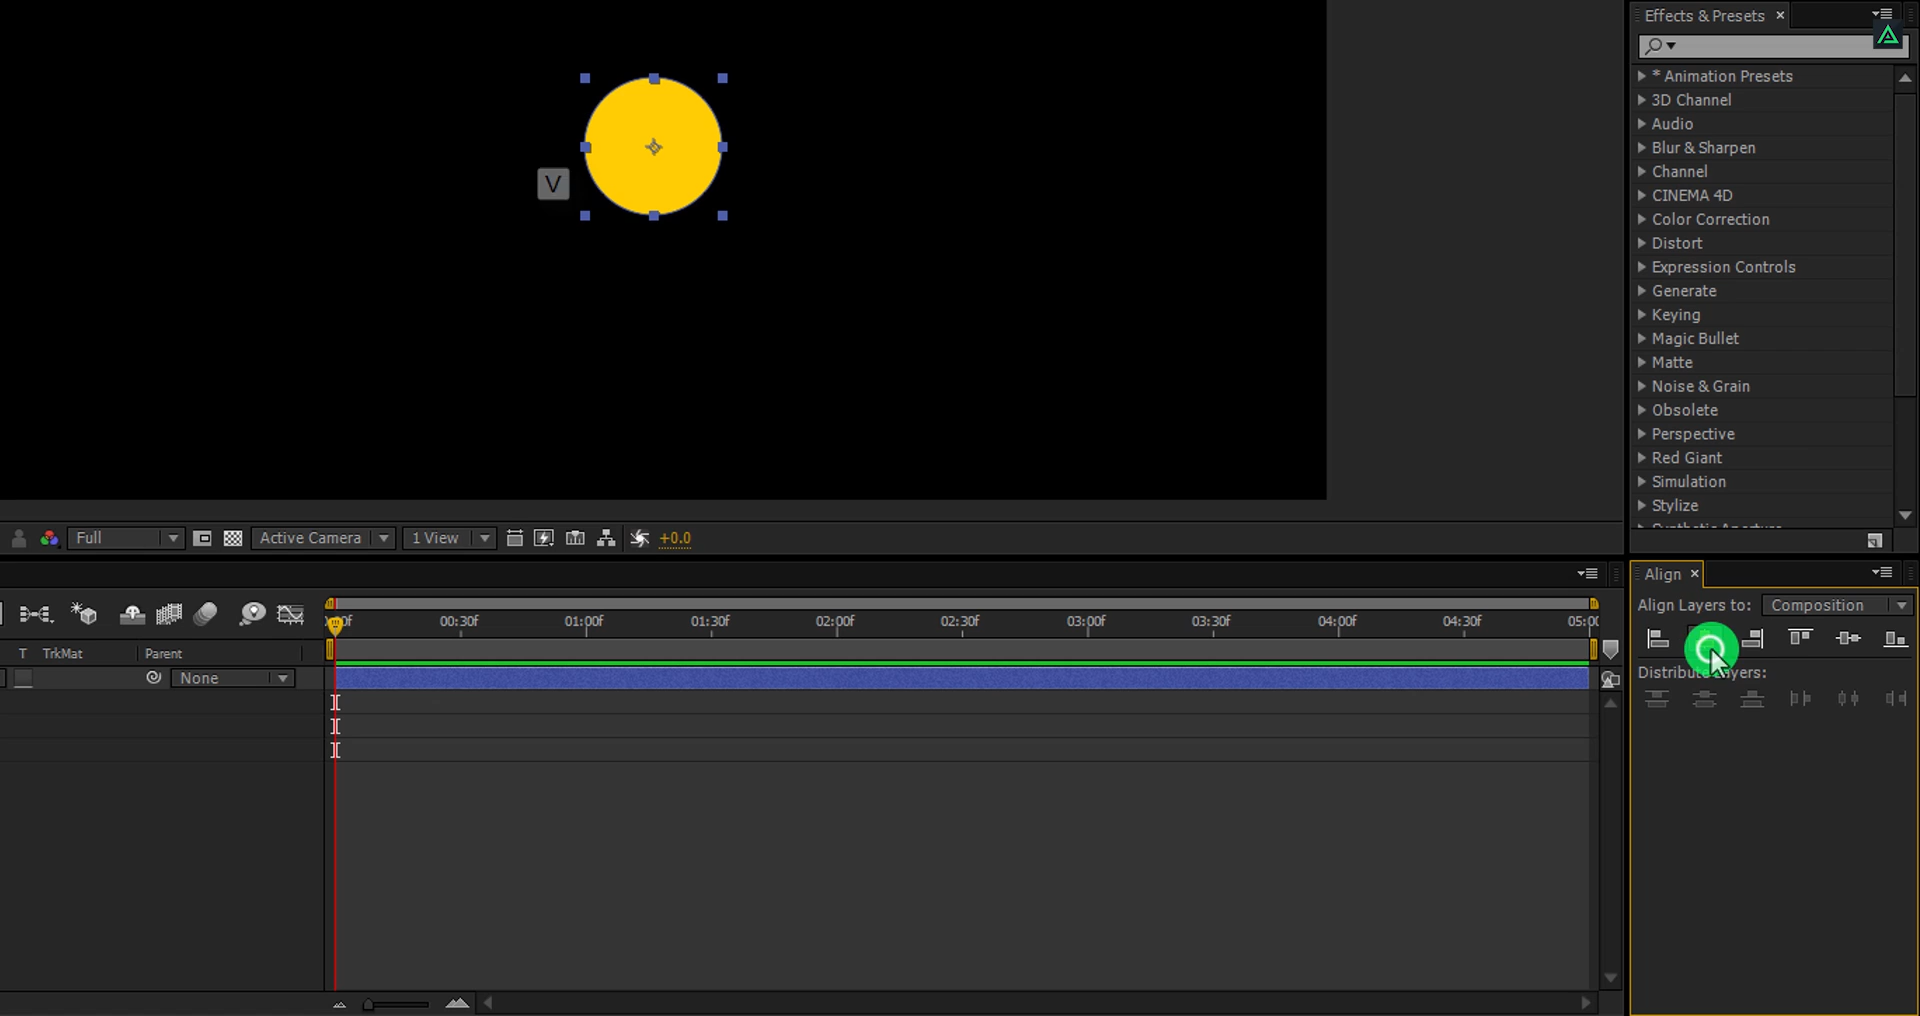 Effects & Presets
* Animation Presets
3D Channel
Audio
Blur & Sharpen
Channel
CINEMA 4D
Color Correction
Distort
Expression Controls
Generate
Keying
Magic Bullet
Matte
Noise & Grain
Obsolete
Perspective
Red Giant
Simulation
Stylize
Synthetic Aperture
V
Full
Active Camera
1 View
+0.0
Align
Align Layers to: Composition
Distribute Layers:
00:30f 01:00f 01:30f 02:00f 02:30f 03:00f 03:30f 04:00f 04:30f 05:00
T TrkMat Parent
None